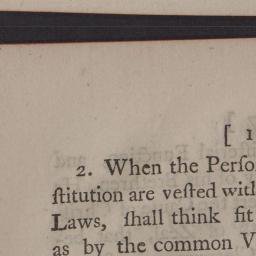 [ 1
2. When the Perſo
ſtitution are veſted with
Laws, ſhall think fit
as by the common V